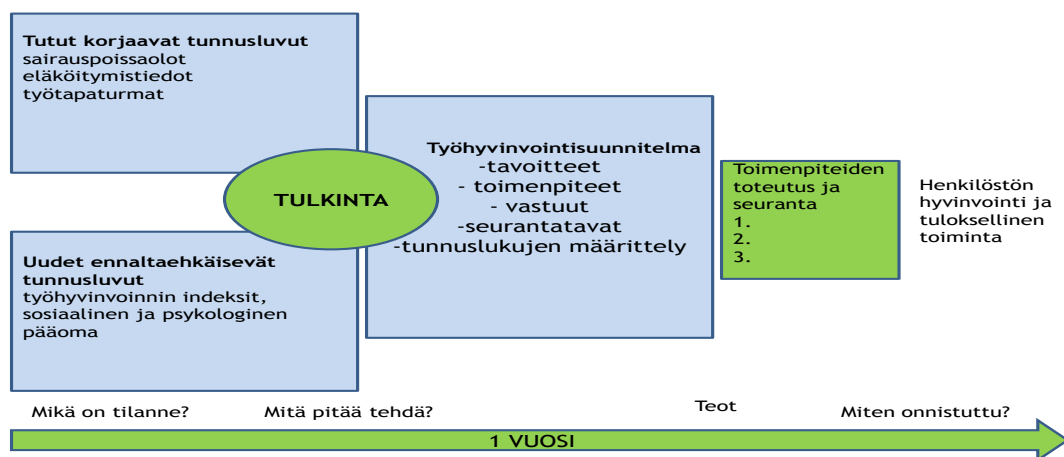 Tutut korjaavat tunnusluvut
sairauspoissaolot
eläköitymistiedot
työtapaturmat
TULKINTA
Uudet ennaltaehkäisevät
tunnusluvut
työhyvinvoinnin indeksit,
sosiaalinen ja psykologinen
pääoma
Työhyvinvointisuunnitelma
-tavoitteet
- toimenpiteet
- vastuut
-seurantatavat
-tunnuslukujen määrittely
Toimenpiteiden
toteutus ja
seuranta
1.
2.
3.
Henkilöstön
hyvinvointi ja
tuloksellinen
toiminta
Mikä on tilanne?
Mitä pitää tehdä?
Teot
Miten onnistuttu?
1 VUOSI